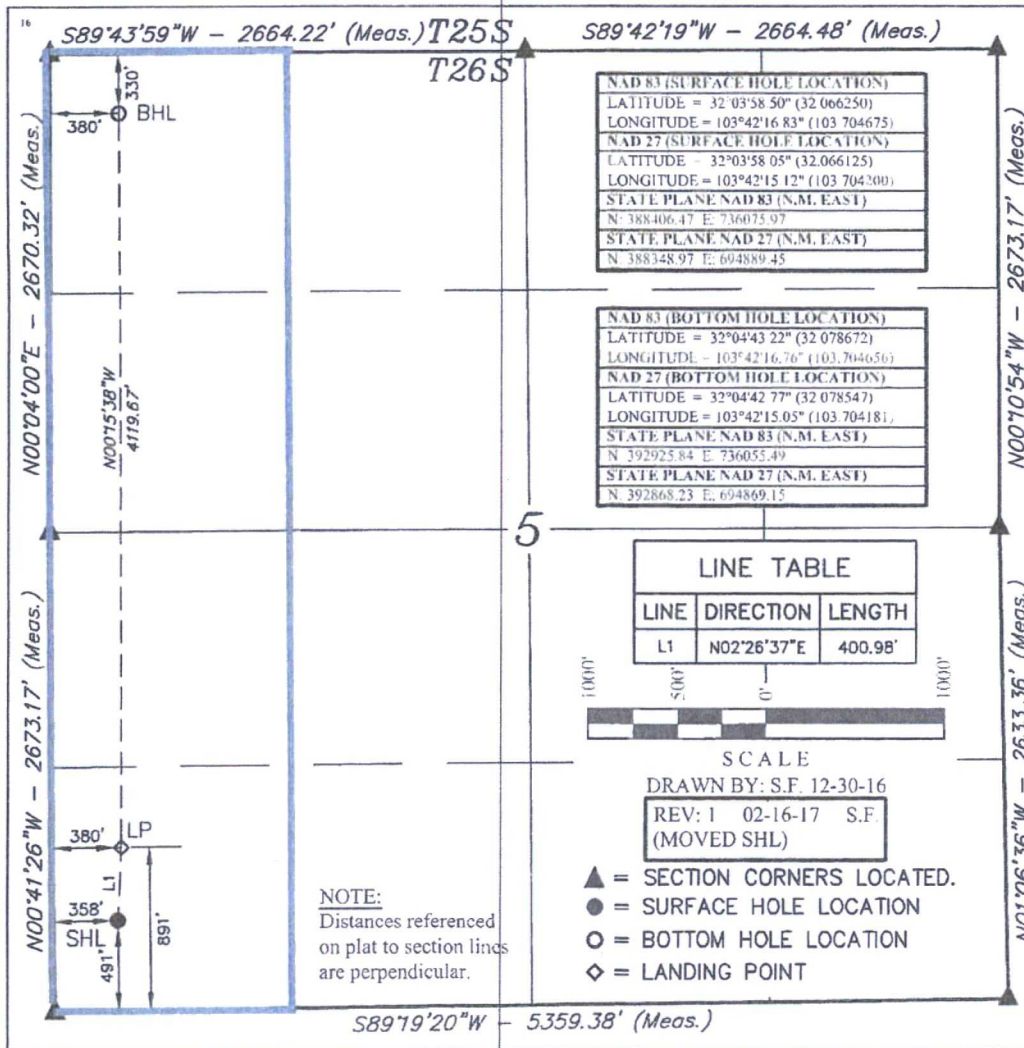 16
S89°43'59"W - 2664.22' (Meas.)
T25S
T26S
S89°42'19"W - 2664.48' (Meas.)
330'
380'
BHL
N00°04'00"E - 2670.32' (Meas.)
N00°15'38"W
4119.67'
NAD 83 (SURFACE HOLE LOCATION)
LATITUDE = 32°03'58.50" (32 066250)
LONGITUDE = 103°42'16 83" (103 704675)
NAD 27 (SURFACE HOLE LOCATION)
LATITUDE - 32°03'58 05" (32.066125)
LONGITUDE = 103°42'15 12" (103 704200)
STATE PLANE NAD 83 (N.M. EAST)
N: 388406.47 E: 736075.97
STATE PLANE NAD 27 (N.M. EAST)
N: 388348.97 E: 694889.45
N00°10'54"W - 2673.17' (Meas.)
NAD 83 (BOTTOM HOLE LOCATION)
LATITUDE = 32°04'43 22" (32 078672)
LONGITUDE - 103°42'16.76" (103.704656)
NAD 27 (BOTTOM HOLE LOCATION)
LATITUDE = 32°04'42 77" (32 078547)
LONGITUDE = 103°42'15.05" (103 704181)
STATE PLANE NAD 83 (N.M. EAST)
N 392925.84 E 736055.49
STATE PLANE NAD 27 (N.M. EAST)
N: 392868.23 E: 694869.15
5
LINE TABLE
LINE DIRECTION LENGTH
L1 N02°26'37"E 400.98'
1000' 500' 0' 1000'
SCALE
DRAWN BY: S.F. 12-30-16
REV: 1 02-16-17 S.F.
(MOVED SHL)
N00°41'26"W - 2673.17' (Meas.)
380'
LP
L1
358'
SHL
491'
891'
NOTE:
Distances referenced
on plat to section lines
are perpendicular.
▲ = SECTION CORNERS LOCATED.
● = SURFACE HOLE LOCATION
○ = BOTTOM HOLE LOCATION
◇ = LANDING POINT
N01°06'36"W - 2633.36' (Meas.)
S89°19'20"W - 5359.38' (Meas.)